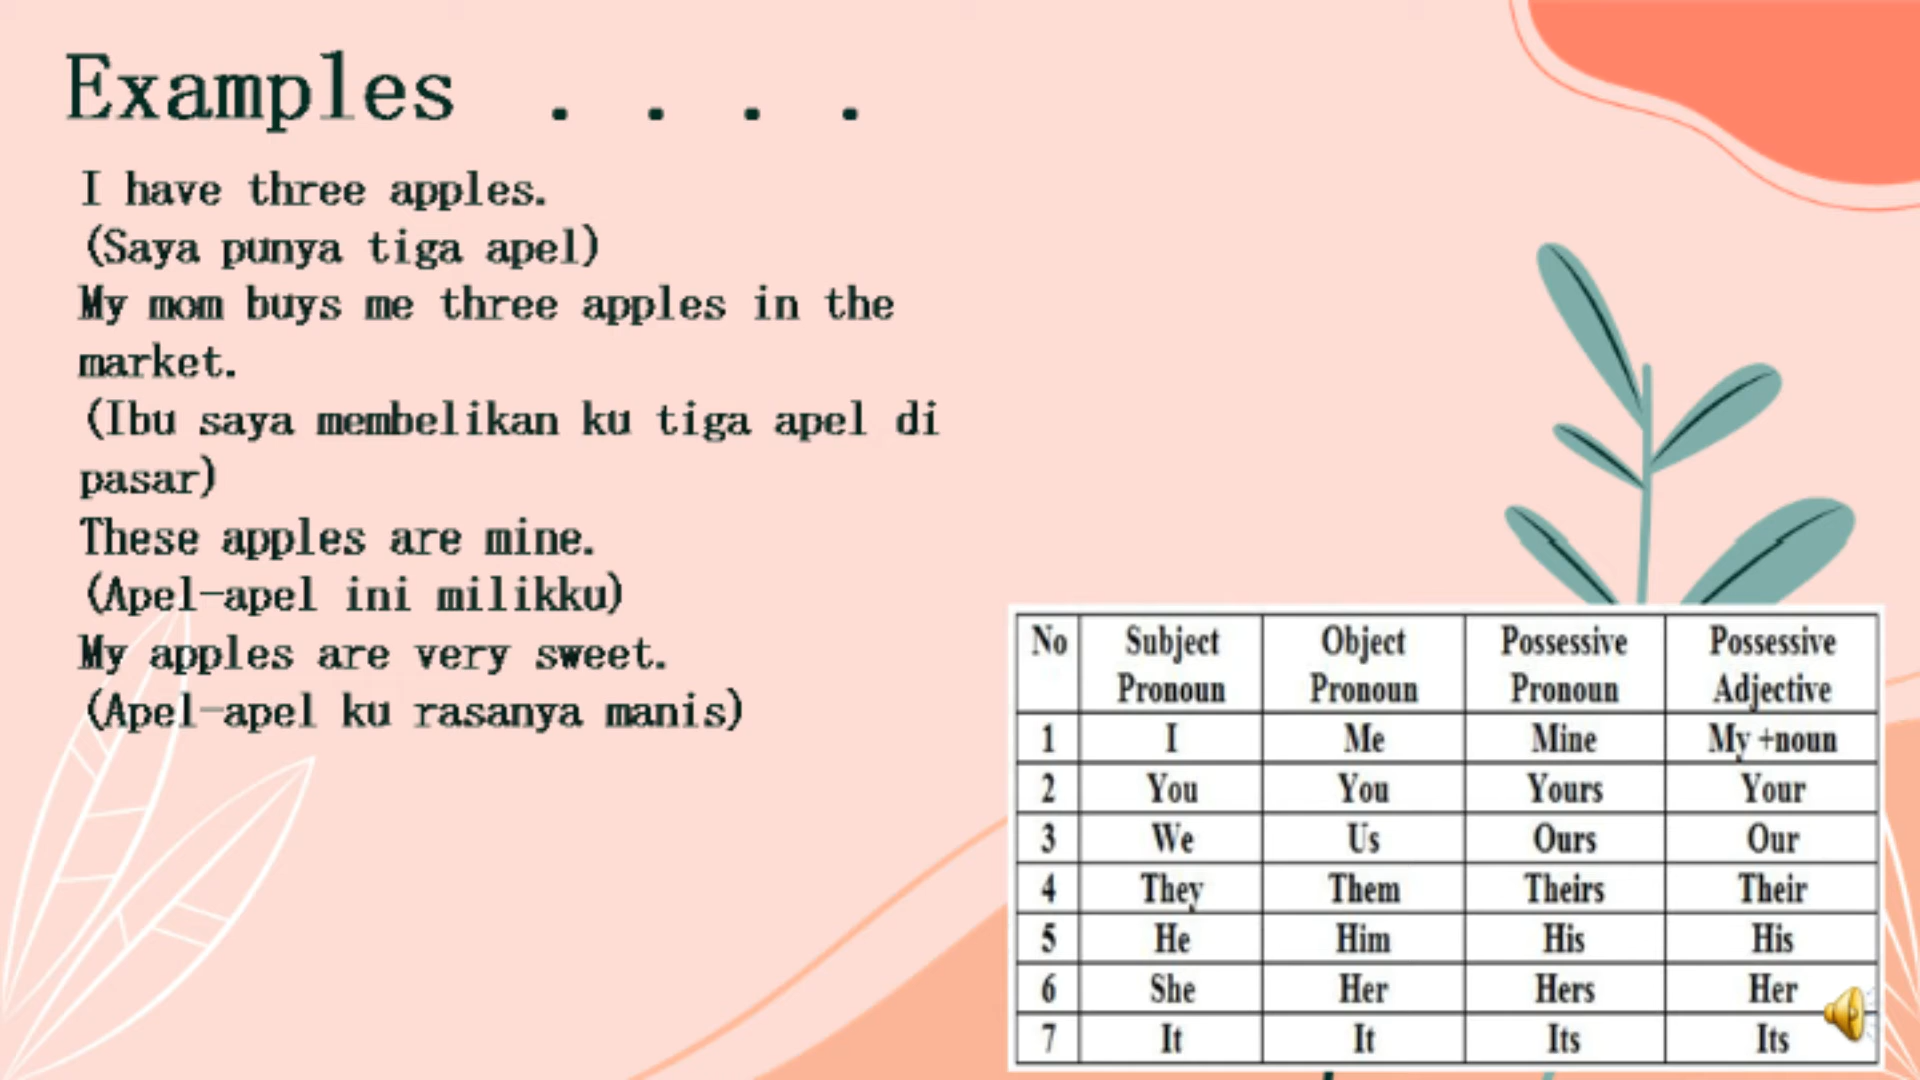 Examples . . . .
I have three apples.
(Saya punya tiga apel)
My mom buys me three apples in the
market.
(Ibu saya membelikan ku tiga apel di
pasar)
These apples are mine.
(Apel-apel ini milikku)
My apples are very sweet.
(Apel-apel ku rasanya manis)
No Subject Pronoun Object Pronoun Possessive Pronoun Possessive Adjective
1 I Me Mine My +noun
2 You You Yours Your
3 We Us Ours Our
4 They Them Theirs Their
5 He Him His His
6 She Her Hers Her
7 It It Its Its